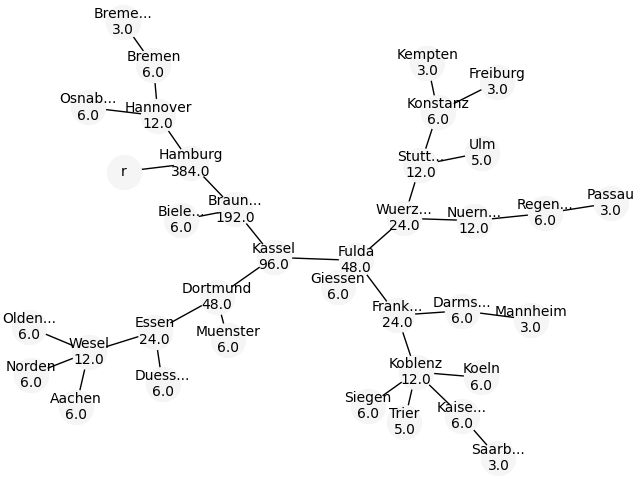 Breme...
3.0
Bremen
6.0
Kempten
3.0
Freiburg
3.0
Osnab...
6.0
Hannover
12.0
Konstanz
6.0
Hamburg
384.0
r
Stutt...
12.0
Ulm
5.0
Braun...
192.0
Biele...
6.0
Wuerz...
24.0
Nuern...
12.0
Regen...
6.0
Passau
3.0
Kassel
96.0
Fulda
48.0
Giessen
6.0
Dortmund
48.0
Muenster
6.0
Essen
24.0
Duess...
6.0
Olden...
6.0
Wesel
12.0
Norden
6.0
Aachen
6.0
Frank...
24.0
Darms...
6.0
Mannheim
3.0
Koblenz
12.0
Koeln
6.0
Siegen
6.0
Trier
5.0
Kaise...
6.0
Saarb...
3.0